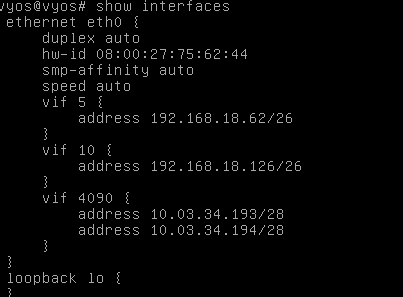 vyos@vyos# show interfaces
ethernet eth0 {
duplex auto
hw-id 08:00:27:75:62:44
smp-affinity auto
speed auto
vif 5 {
address 192.168.18.62/26
}
vif 10 {
address 192.168.18.126/26
}
vif 4090 {
address 10.03.34.193/28
address 10.03.34.194/28
}
}
loopback lo {
}